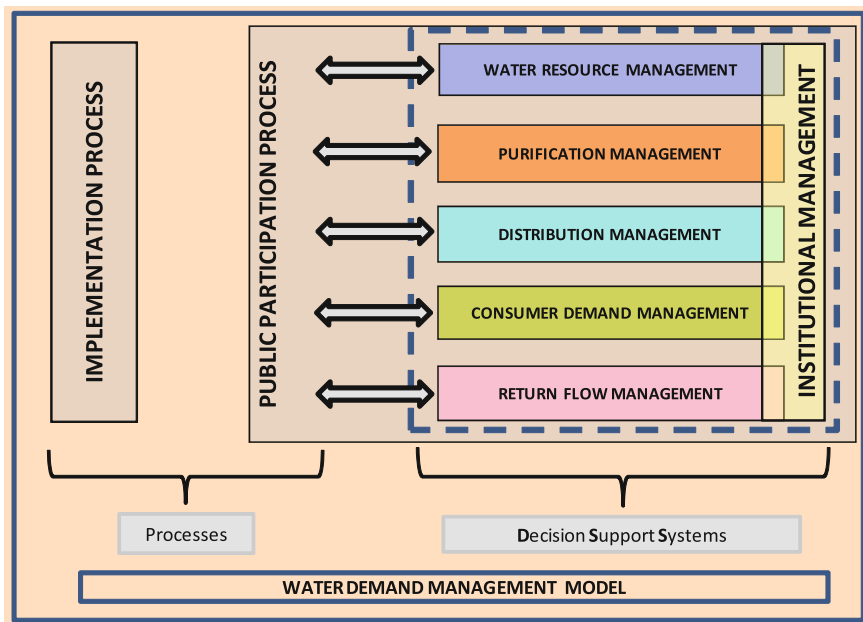 IMPLEMENTATION PROCESS
PUBLIC PARTICIPATION PROCESS
WATER RESOURCE MANAGEMENT
PURIFICATION MANAGEMENT
DISTRIBUTION MANAGEMENT
CONSUMER DEMAND MANAGEMENT
RETURN FLOW MANAGEMENT
INSTITUTIONAL MANAGEMENT
Processes
Decision Support Systems
WATER DEMAND MANAGEMENT MODEL